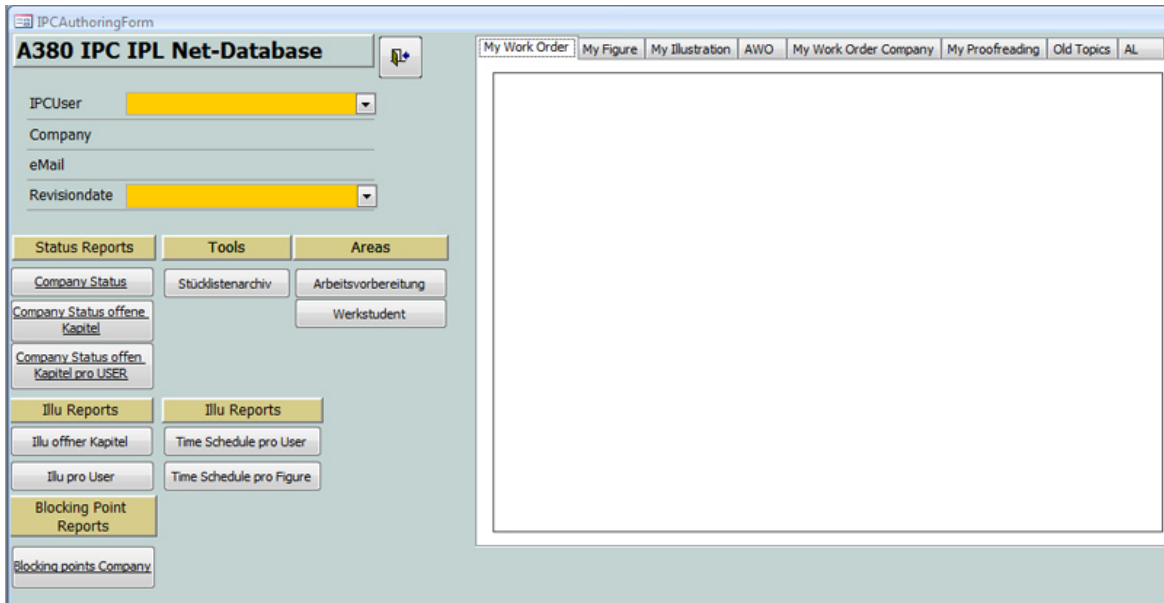 IPCAuthoringForm
A380 IPC IPL Net-Database
IPCUser
Company
eMail
Revisiondate
Status Reports
Tools
Areas
Company Status
Stücklistenarchiv
Arbeitsvorbereitung
Company Status offene
Kapitel
Werkstudent
Company Status offen
Kapitel pro USER
Illu Reports
Illu Reports
Illu offner Kapitel
Time Schedule pro User
Illu pro User
Time Schedule pro Figure
Blocking Point
Reports
Blocking points Company
My Work Order
My Figure
My Illustration
AWO
My Work Order Company
My Proofreading
Old Topics
AL